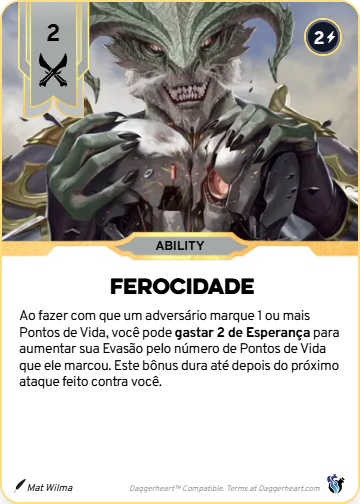 2
2
ABILITY
FEROCIDADE
Ao fazer com que um adversário marque 1 ou mais
Pontos de Vida, você pode gastar 2 de Esperança para
aumentar sua Evasão pelo número de Pontos de Vida
que ele marcou. Este bônus dura até depois do próximo
ataque feito contra você.
Mat Wilma
Daggerheart™ Compatible. Terms at Daggerheart.com